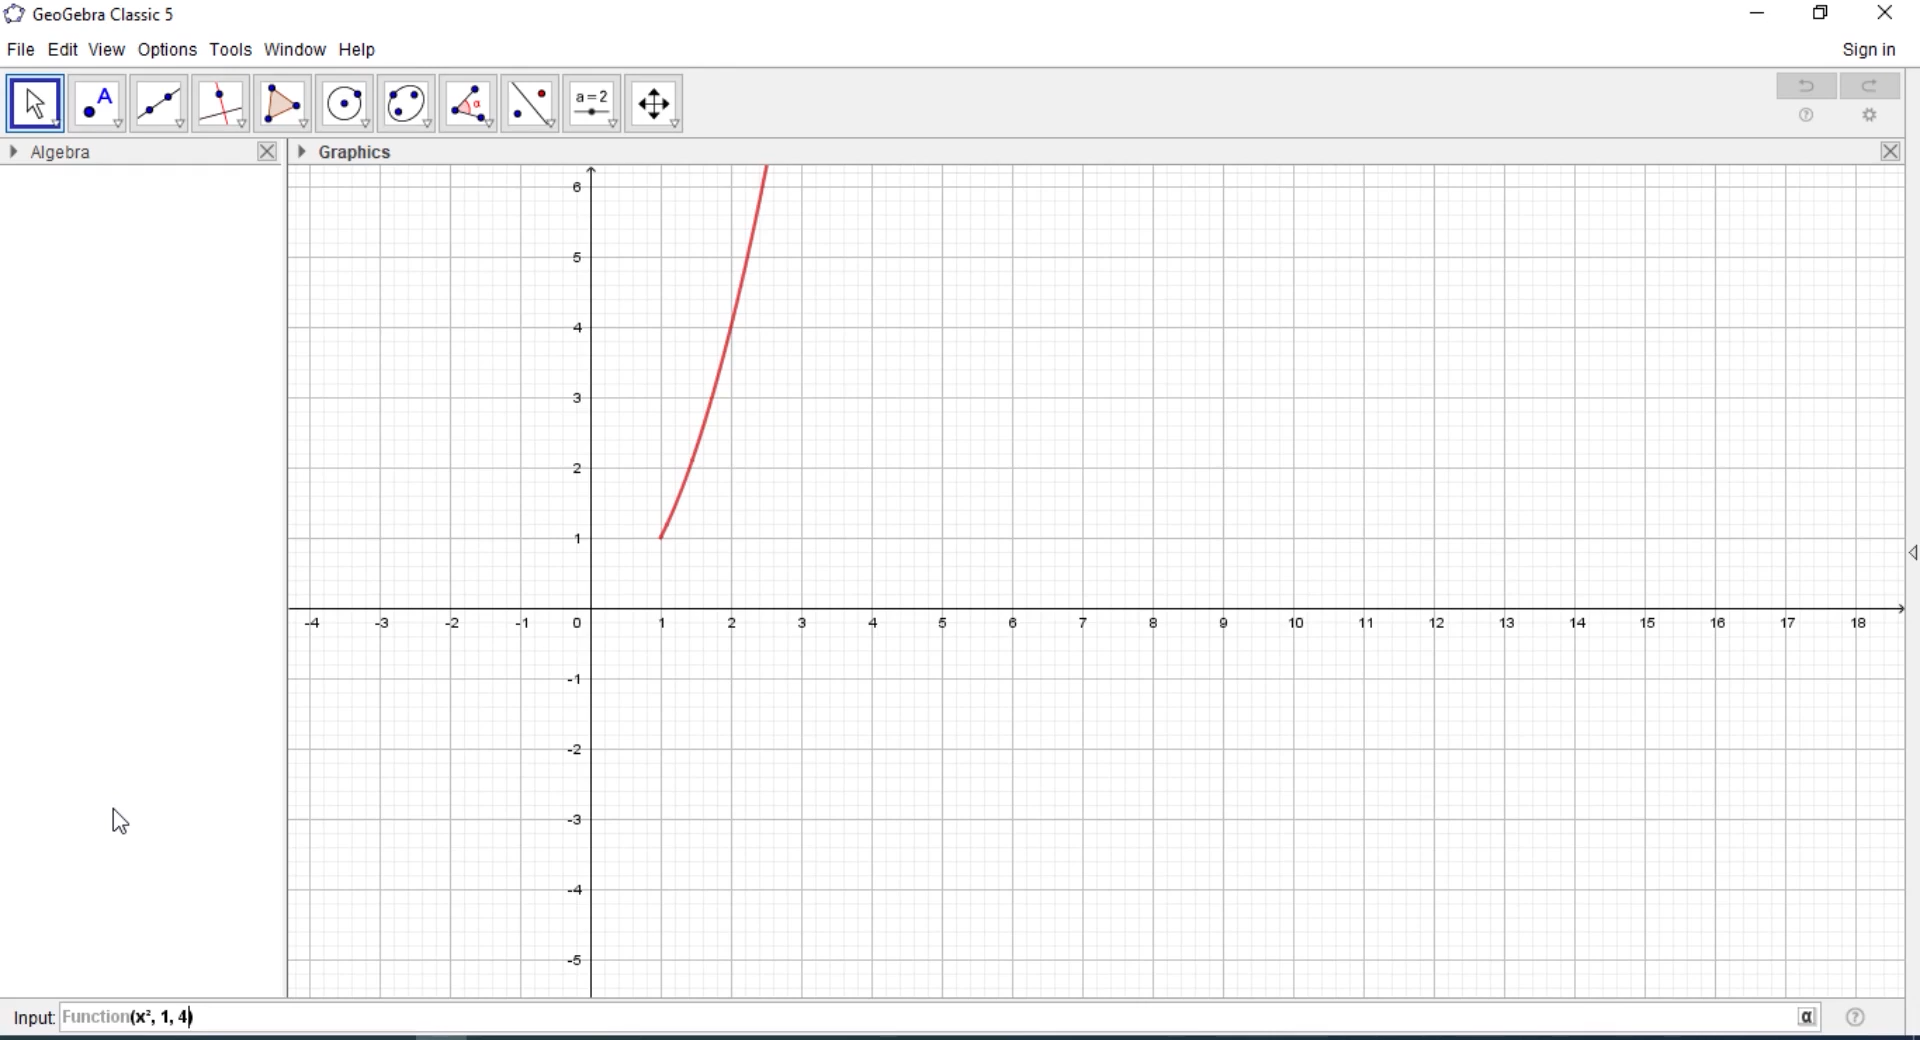 GeoGebra Classic 5
File Edit View Options Tools Window Help Sign in
A α a=2
Algebra Graphics
6
5
4
3
2
1
-4 -3 -2 -1 0 1 2 3 4 5 6 7 8 9 10 11 12 13 14 15 16 17 18
-1
-2
-3
-4
-5
Input: Function(x², 1, 4) α